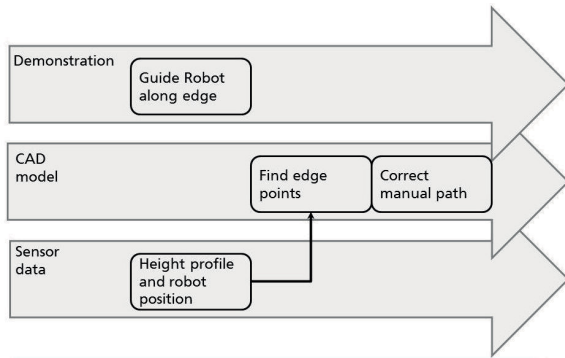 Demonstration
Guide Robot
along edge
CAD
model
Find edge
points
Correct
manual path
Sensor
data
Height profile
and robot
position